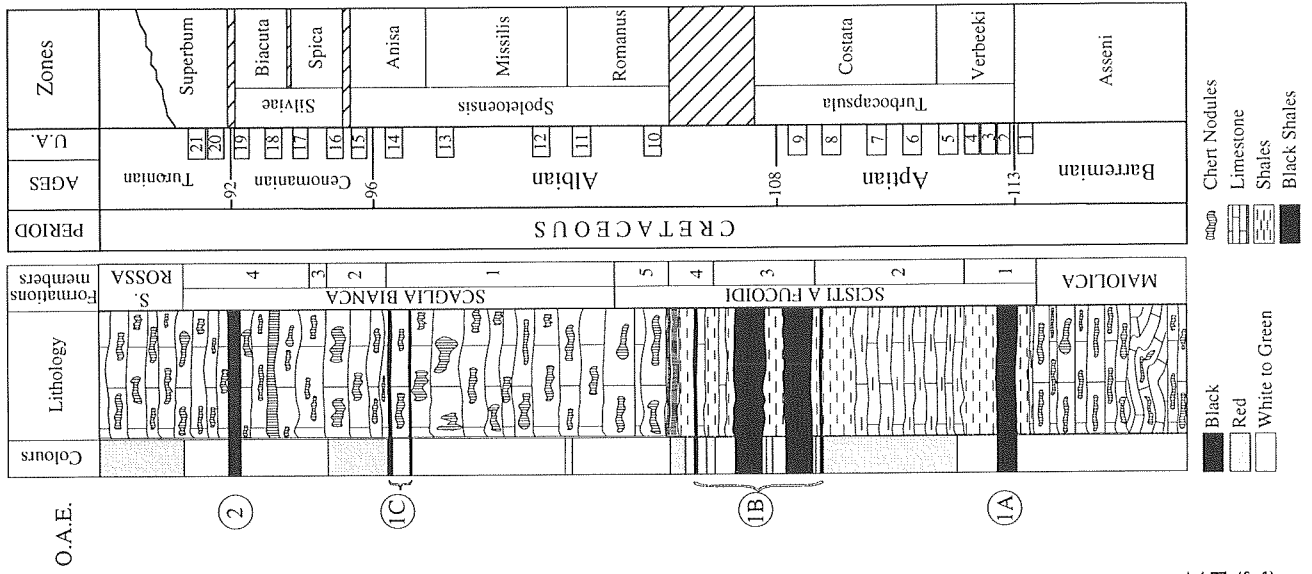 O.A.E.
2
1C
1B
1A
Colours
Lithology
Formations
members
S.
ROSSA
4
3
2
1
SCAGLIA BIANCA
5
4
3
2
1
SCISTI A FUCOIDI
MAIOLICA
PERIOD
CRETACEOUS
AGES
Turonian
92
Cenomanian
96
Albian
108
Aptian
113
Barremian
U.A.
21
20
19
18
17
16
15
14
13
12
11
10
9
8
7
6
5
4
3
2
1
Zones
Superbum
Biacuta
Spica
Silviae
Anisa
Missilis
Romanus
Spoletoensis
Costata
Verbeeki
Turbocapsula
Asseni
Black
Red
White to Green
Chert Nodules
Limestone
Shales
Black Shales